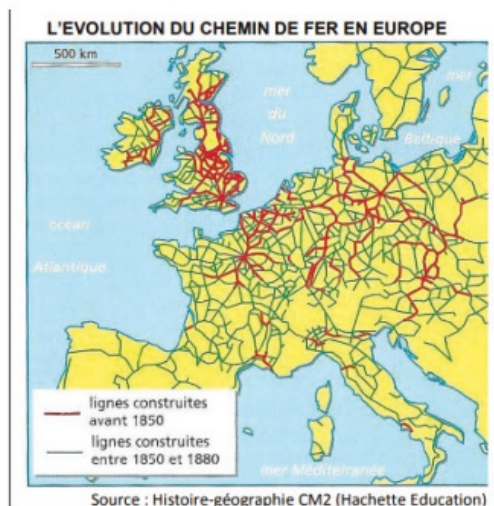 L'EVOLUTION DU CHEMIN DE FER EN EUROPE
500 km
mer
du
Nord
mer
Baltique
océan
Atlantique
lignes construites
avant 1850
lignes construites
entre 1850 et 1880
mer Méditerranée
Source : Histoire-géographie CM2 (Hachette Education)